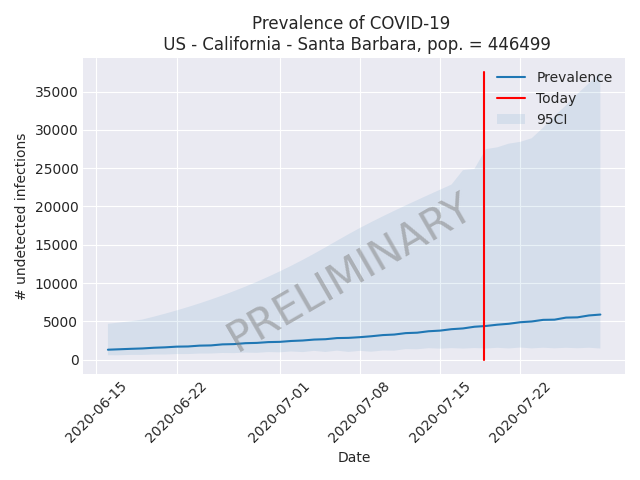 Prevalence of COVID-19
US - California - Santa Barbara, pop. = 446499
Prevalence
Today
95CI
# undetected infections
35000
30000
25000
20000
15000
10000
5000
0
PRELIMINARY
2020-06-15
2020-06-22
2020-07-01
2020-07-08
2020-07-15
2020-07-22
Date